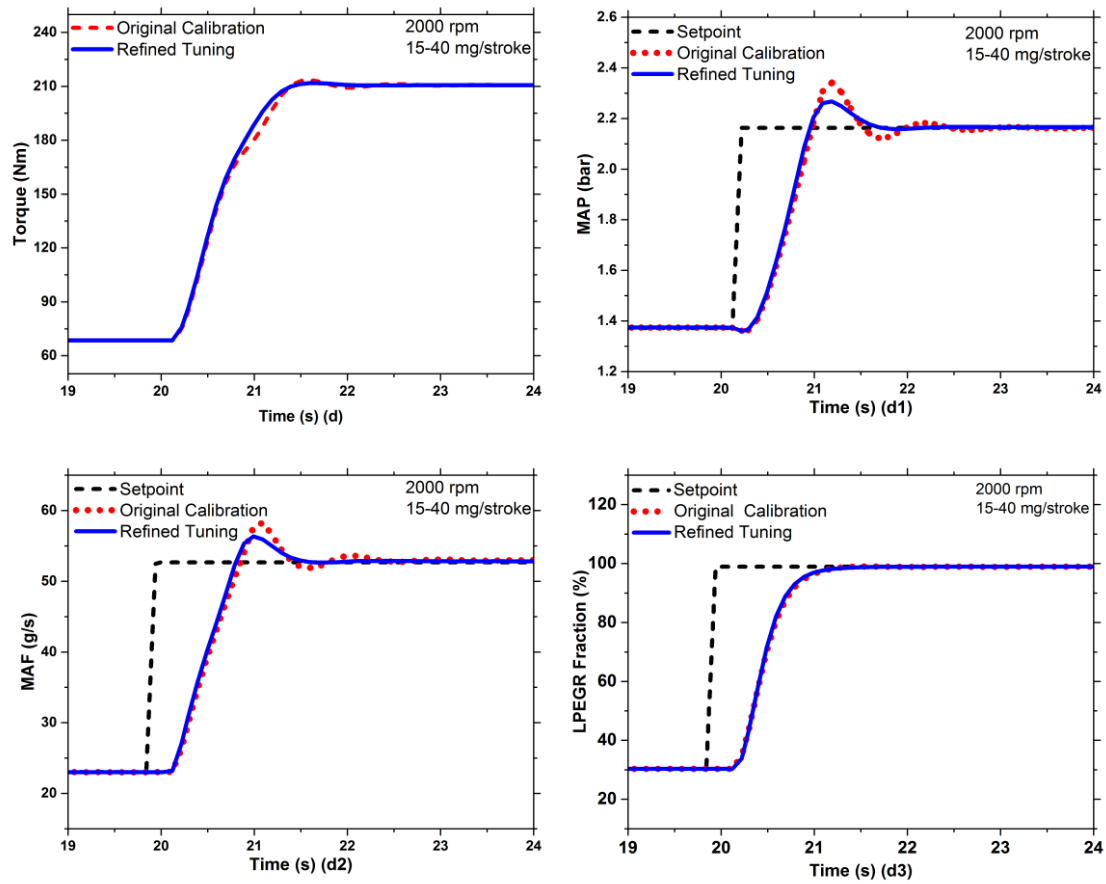 240
210
180
150
120
90
60
Torque (Nm)
Original Calibration
Refined Tuning
2000 rpm
15-40 mg/stroke
19 20 21 22 23 24
Time (s) (d)
2.6
2.4
2.2
2.0
1.8
1.6
1.4
1.2
MAP (bar)
Setpoint
Original Calibration
Refined Tuning
2000 rpm
15-40 mg/stroke
19 20 21 22 23 24
Time (s) (d1)
60
50
40
30
20
MAF (g/s)
Setpoint
Original Calibration
Refined Tuning
2000 rpm
15-40 mg/stroke
19 20 21 22 23 24
Time (s) (d2)
120
100
80
60
40
20
LPEGR Fraction (%)
Setpoint
Original Calibration
Refined Tuning
2000 rpm
15-40 mg/stroke
19 20 21 22 23 24
Time (s) (d3)